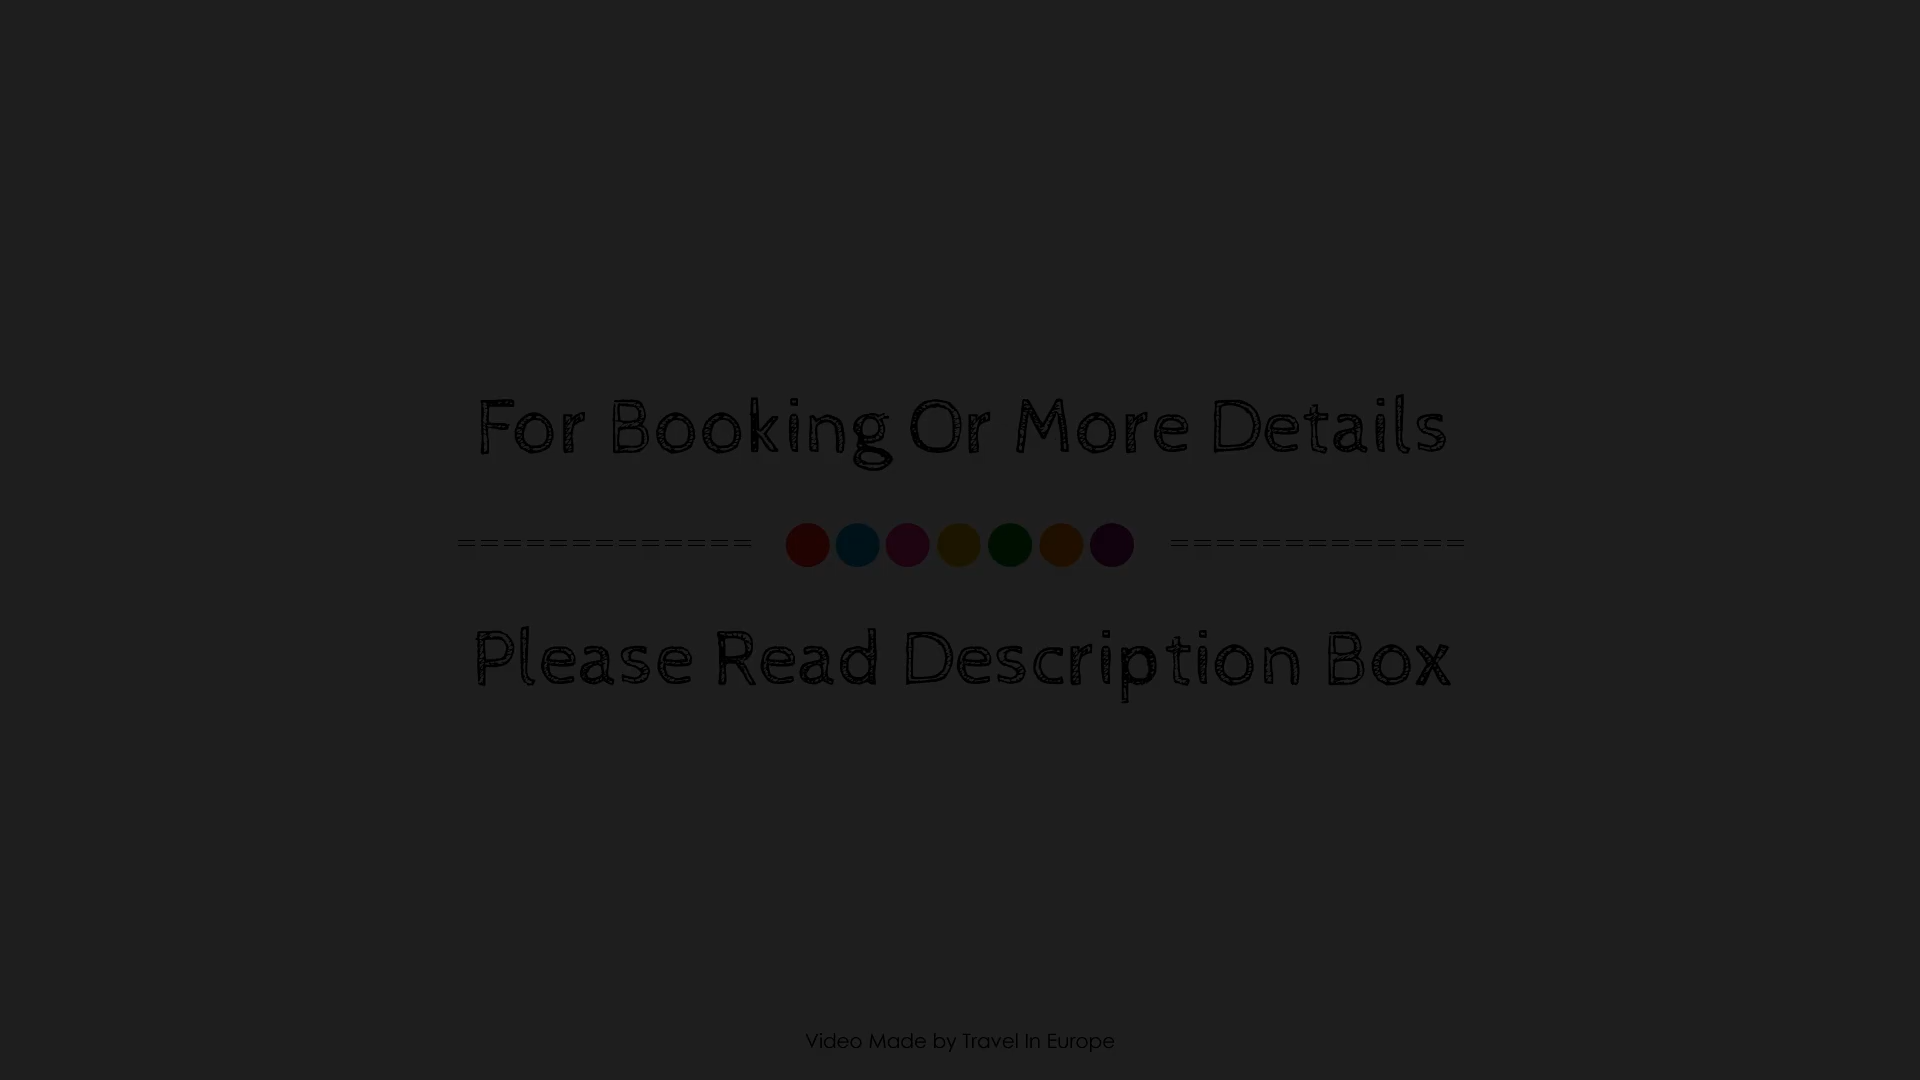 For Booking Or More Details
============= =============
Please Read Description Box
Video Made by Travel In Europe